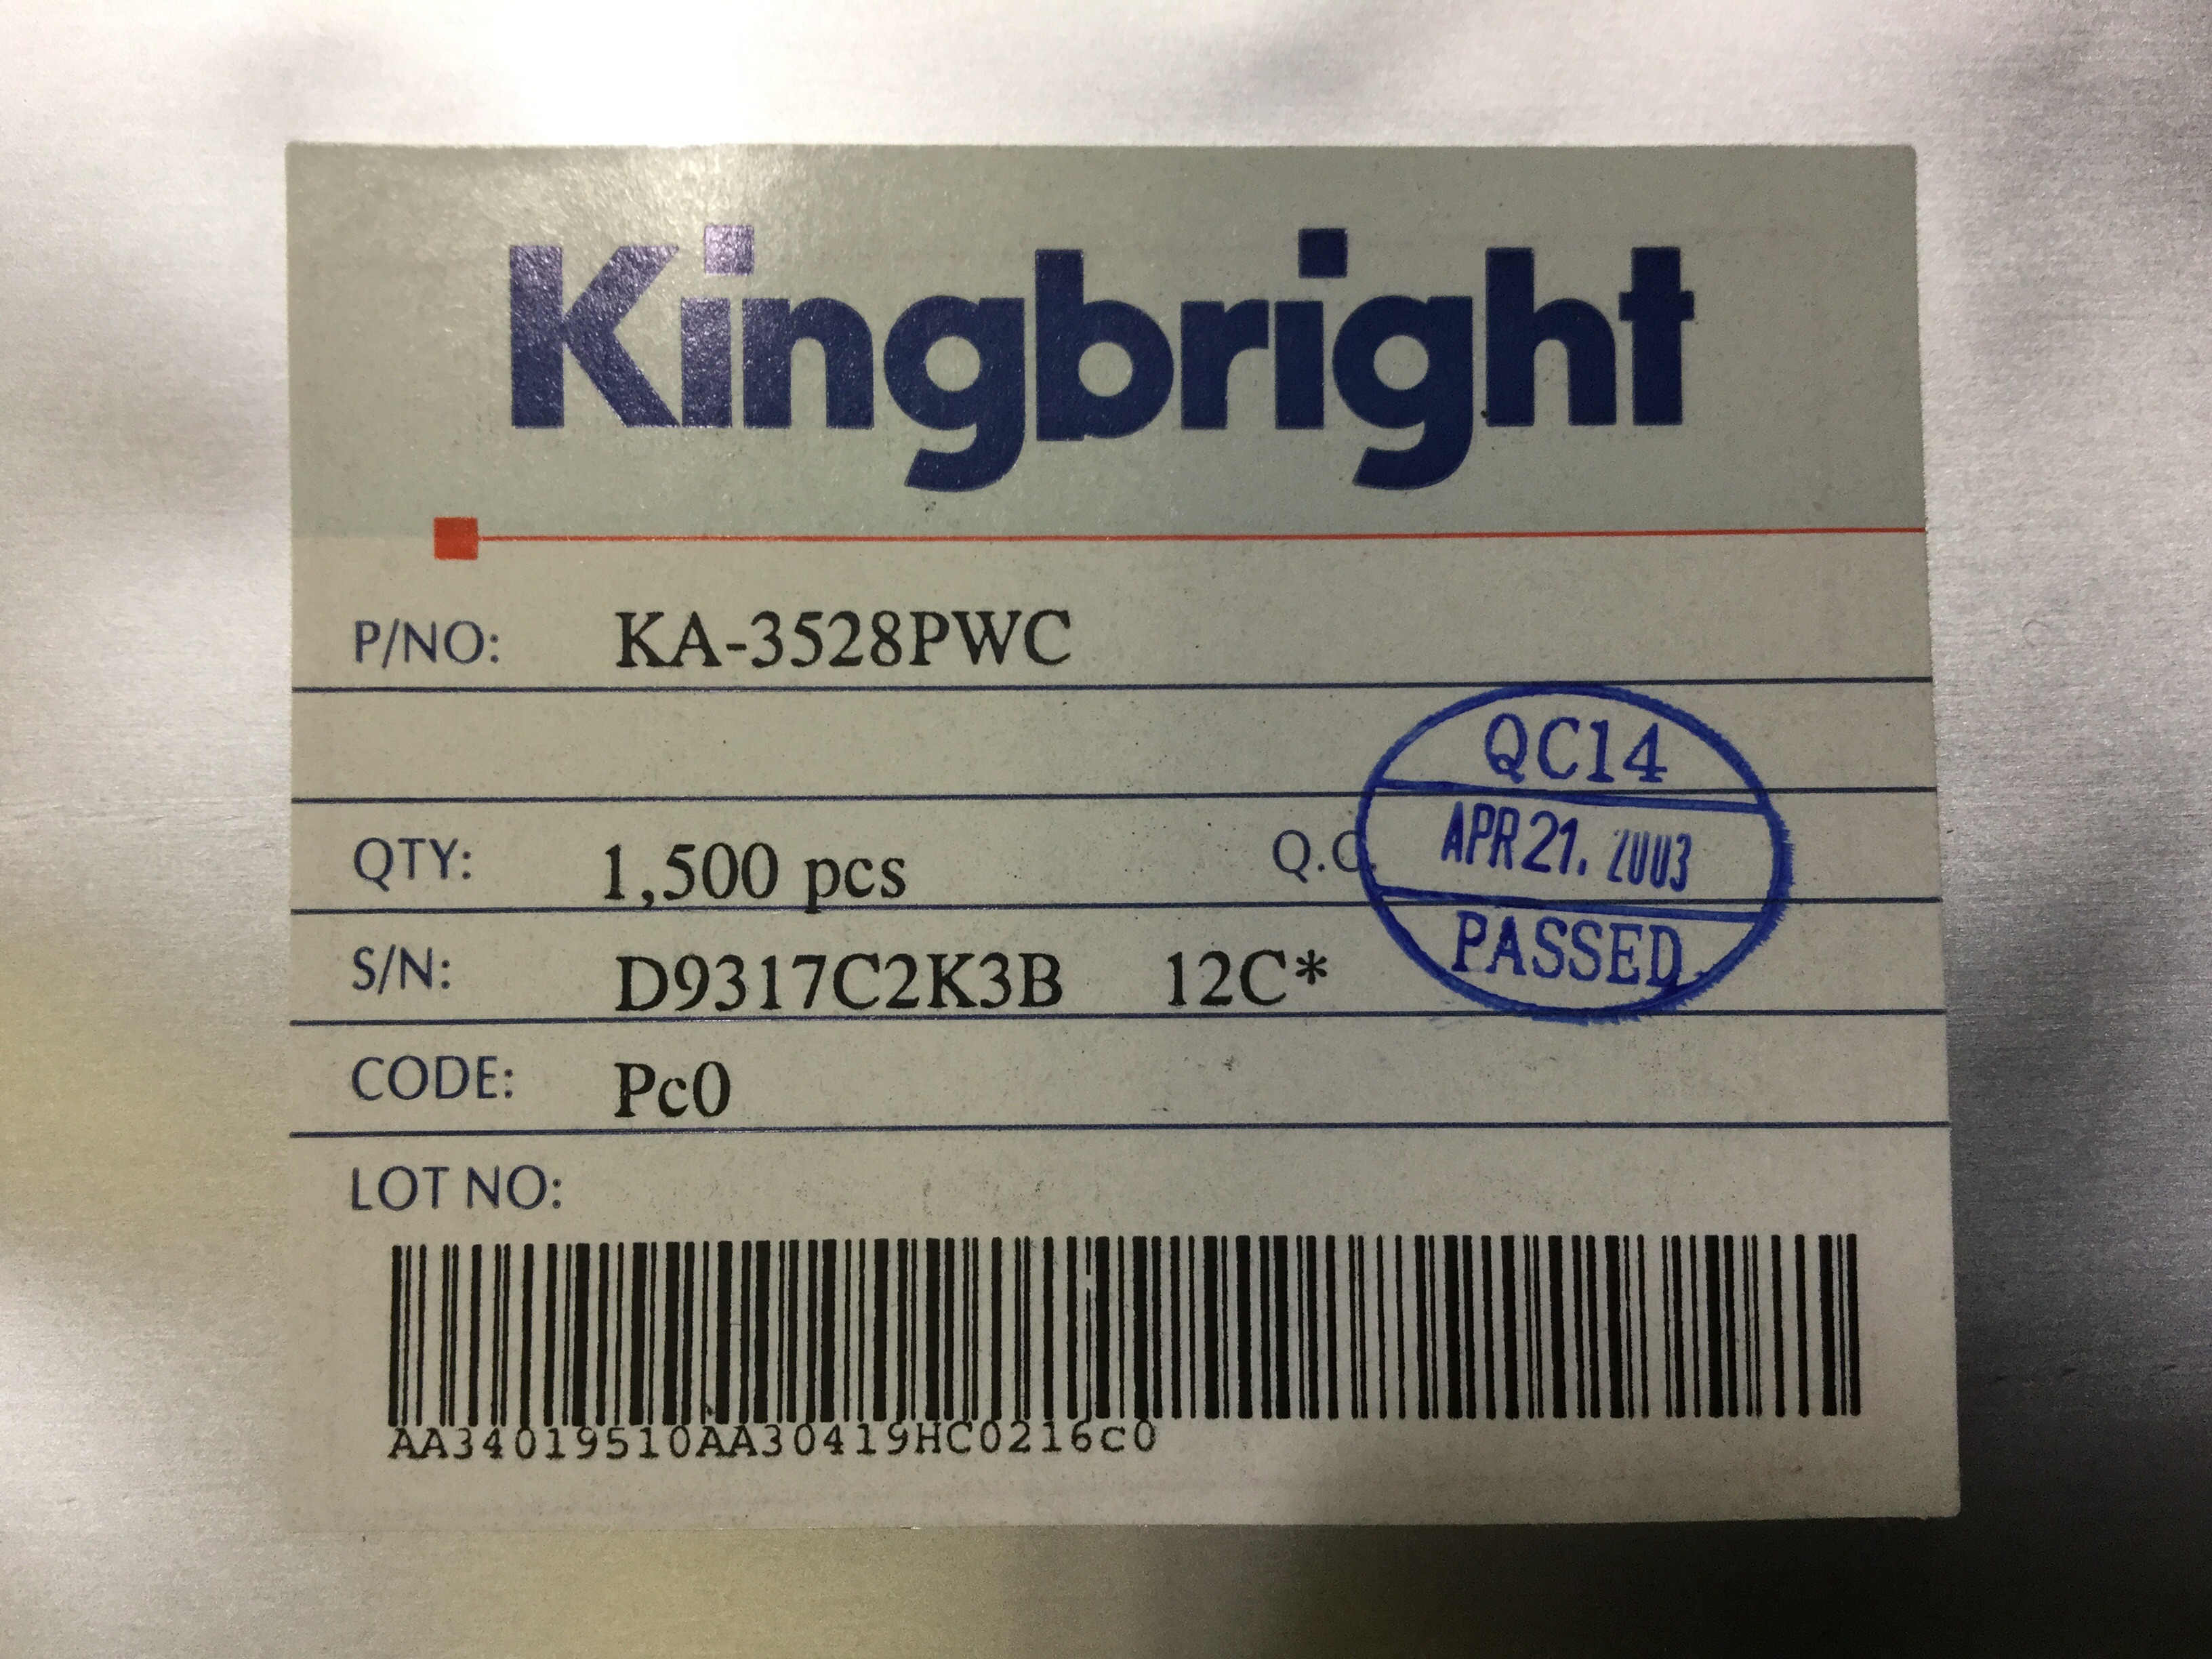 Kingbright
P/NO: KA-3528PWC
QC14
QTY: 1,500 pcs Q.C. APR 21. 2003
PASSED
S/N: D9317C2K3B 12C*
CODE: Pc0
LOT NO:
AA34019510AA30419HC0216c0